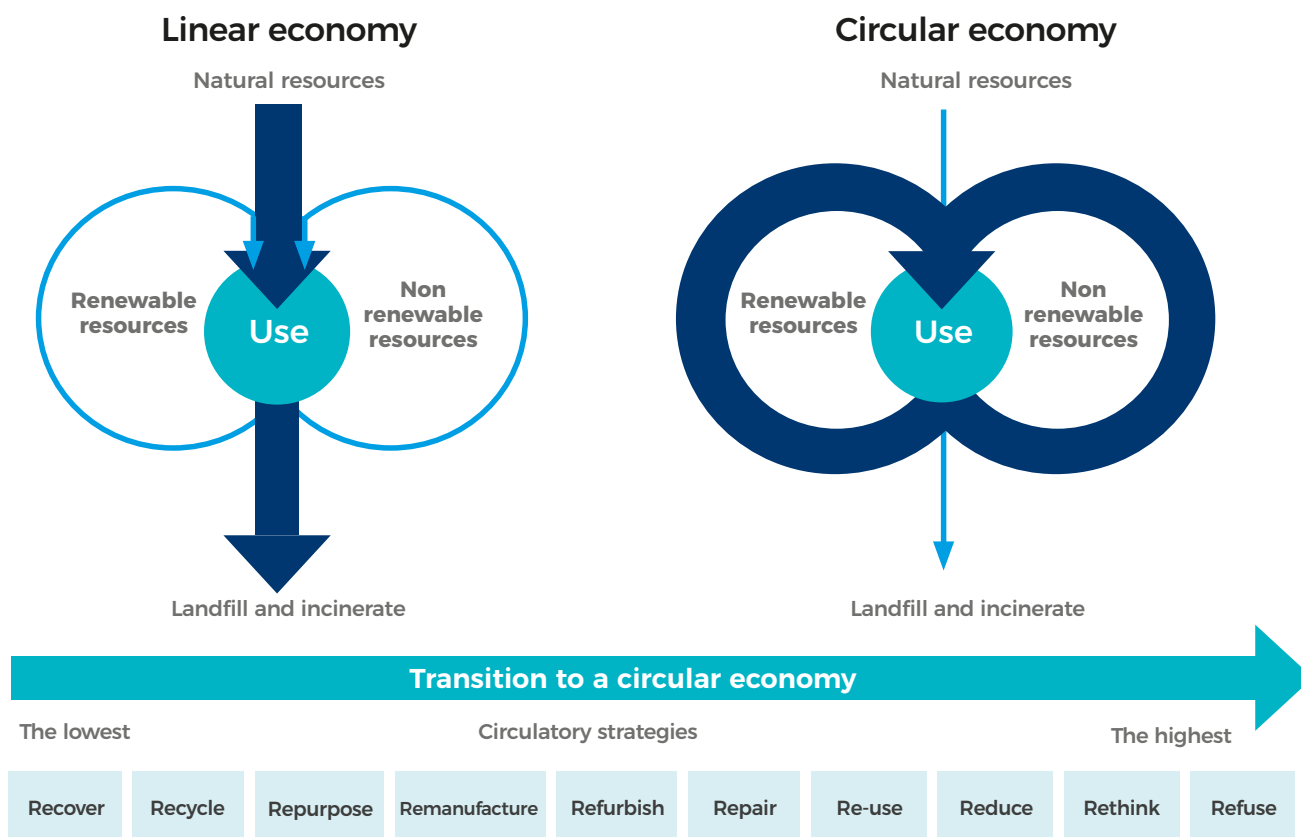 Linear economy
Natural resources
Renewable
resources
Use
Non
renewable
resources
Landfill and incinerate
Circular economy
Natural resources
Renewable
resources
Use
Non
renewable
resources
Landfill and incinerate
Transition to a circular economy
The lowest
Circulatory strategies
The highest
Recover
Recycle
Repurpose
Remanufacture
Refurbish
Repair
Re-use
Reduce
Rethink
Refuse